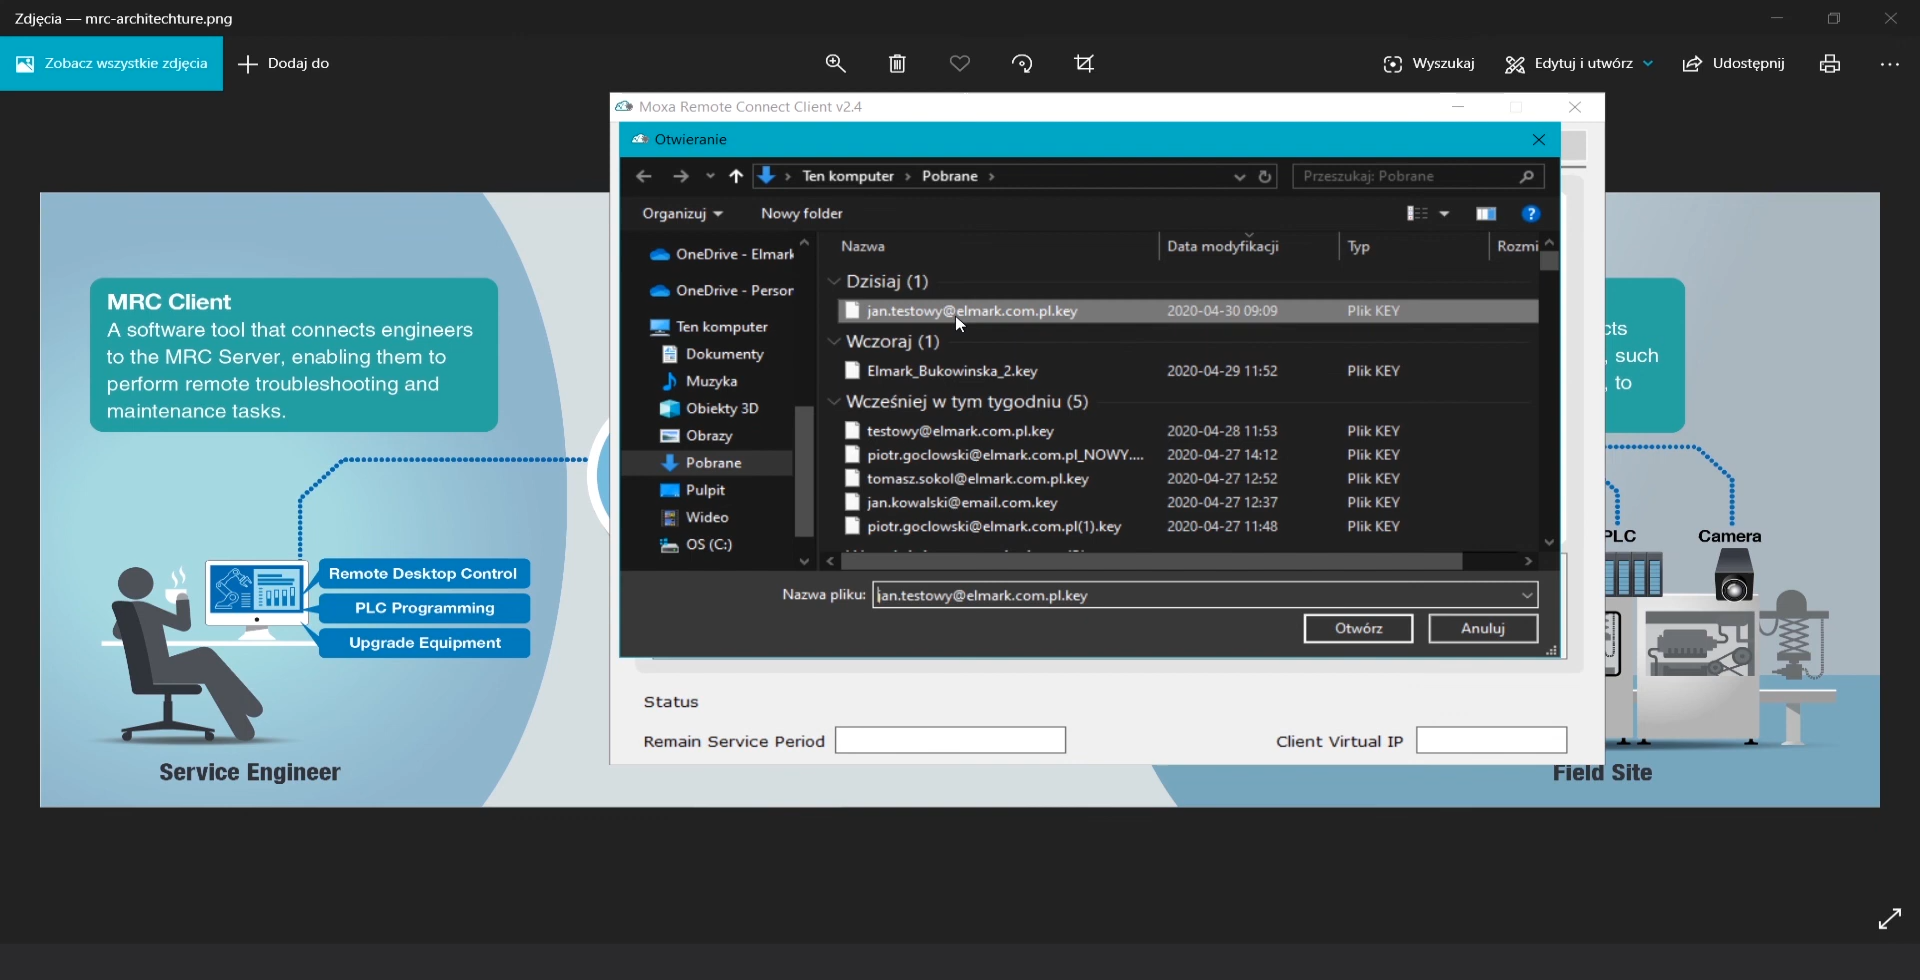 Zdjęcia — mrc-architechture.png
Zobacz wszystkie zdjęcia
Dodaj do
Wyszukaj
Edytuj i utwórz
Udostępnij
Moxa Remote Connect Client v2.4
Otwieranie
Ten komputer > Pobrane >
Przeszukaj: Pobrane
Organizuj
Nowy folder
?
OneDrive - Elmark
OneDrive - Person
Ten komputer
Dokumenty
Muzyka
Obiekty 3D
Obrazy
Pobrane
Pulpit
Wideo
OS (C:)
Nazwa
Data modyfikacji
Typ
Rozmi
Dzisiaj (1)
jan.testowy@elmark.com.pl.key 2020-04-30 09:09 Plik KEY
Wczoraj (1)
Elmark_Bukowinska_2.key 2020-04-29 11:52 Plik KEY
Wcześniej w tym tygodniu (5)
testowy@elmark.com.pl.key 2020-04-28 11:53 Plik KEY
piotr.goclowski@elmark.com.pl_NOWY.... 2020-04-27 14:12 Plik KEY
tomasz.sokol@elmark.com.pl.key 2020-04-27 12:52 Plik KEY
jan.kowalski@email.com.key 2020-04-27 12:37 Plik KEY
piotr.goclowski@elmark.com.pl(1).key 2020-04-27 11:48 Plik KEY
Nazwa pliku: jan.testowy@elmark.com.pl.key
Otwórz
Anuluj
Status
Remain Service Period
Client Virtual IP
MRC Client
A software tool that connects engineers
to the MRC Server, enabling them to
perform remote troubleshooting and
maintenance tasks.
Remote Desktop Control
PLC Programming
Upgrade Equipment
Service Engineer
such
to
PLC
Camera
Field Site